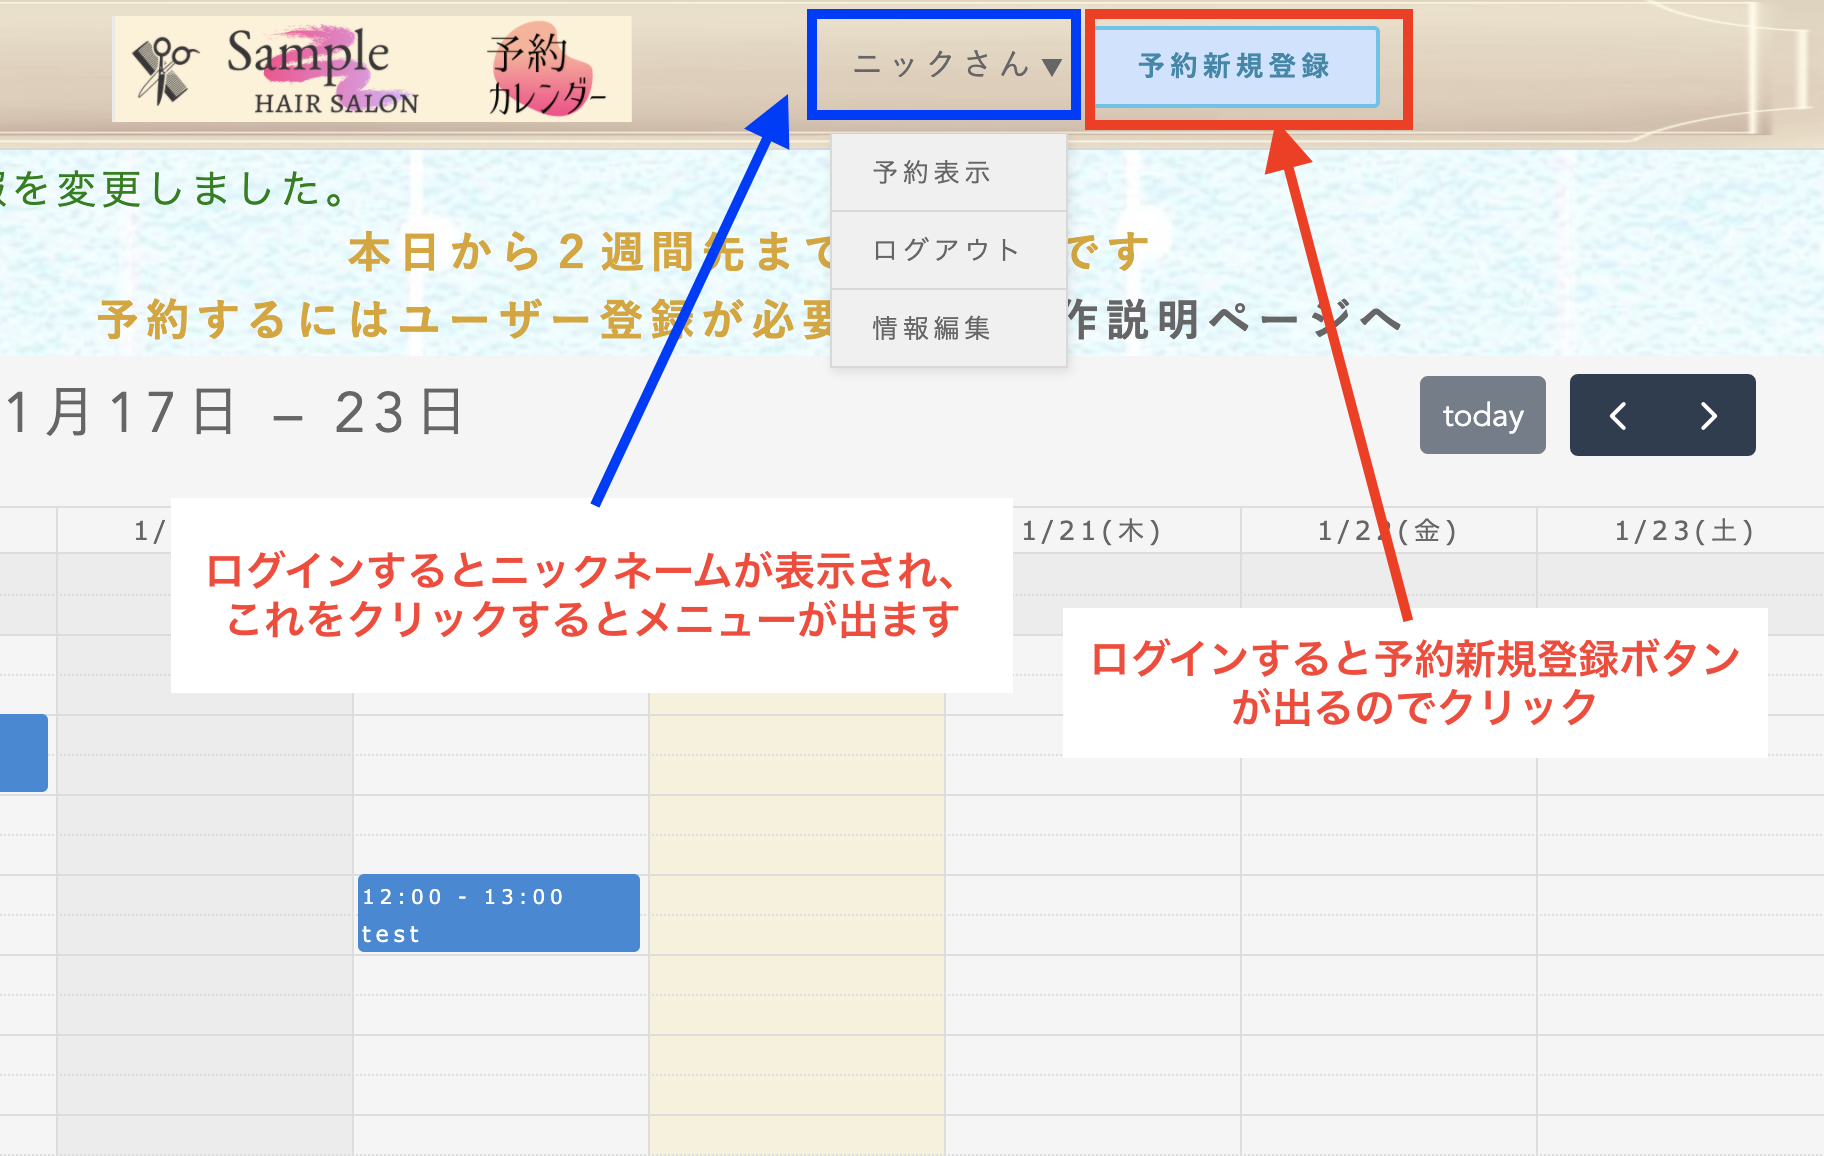 Sample
HAIR SALON
予約
カレンダー
ニックさん▼
予約新規登録
予約表示
ログアウト
情報編集
を変更しました。
本日から２週間先まで
です
予約するにはユーザー登録が必要
作説明ページへ
1月17日 – 23日
today
1/
1/21(木)
1/22(金)
1/23(土)
ログインするとニックネームが表示され、
これをクリックするとメニューが出ます
ログインすると予約新規登録ボタン
が出るのでクリック
12:00 - 13:00
test